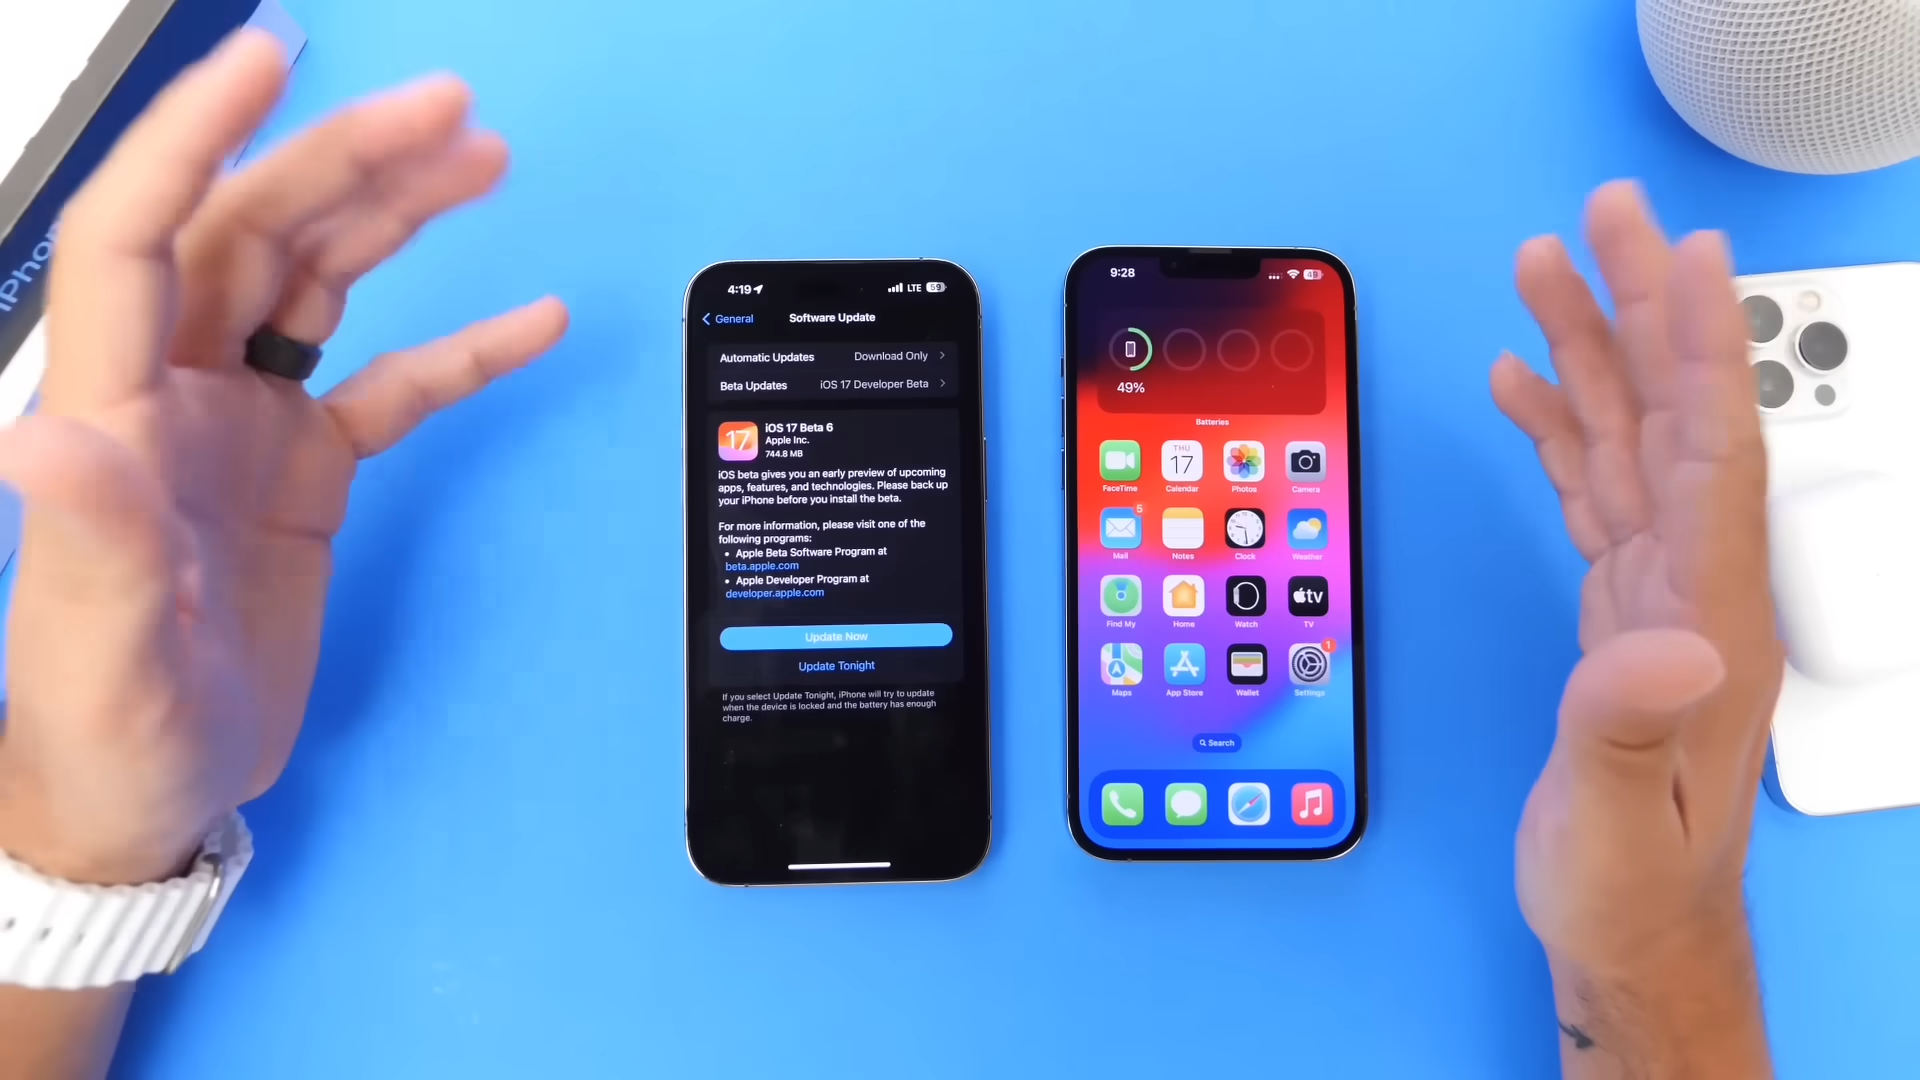 iPhon
4:19
LTE 59
General
Software Update
Automatic Updates Download Only
Beta Updates iOS 17 Developer Beta
17
iOS 17 Beta 6
Apple Inc.
744.8 MB
iOS beta gives you an early preview of upcoming
apps, features, and technologies. Please back up
your iPhone before you install the beta.
For more information, please visit one of the
following programs:
• Apple Beta Software Program at
beta.apple.com
• Apple Developer Program at
developer.apple.com
Update Now
Update Tonight
If you select Update Tonight, iPhone will try to update
when the device is locked and the battery has enough
charge.
9:28
49
49%
Batteries
THU
17
FaceTime Calendar Photos Camera
5
Mail Notes Clock Weather
tv
Find My Home Watch TV
1
Maps App Store Wallet Settings
Search